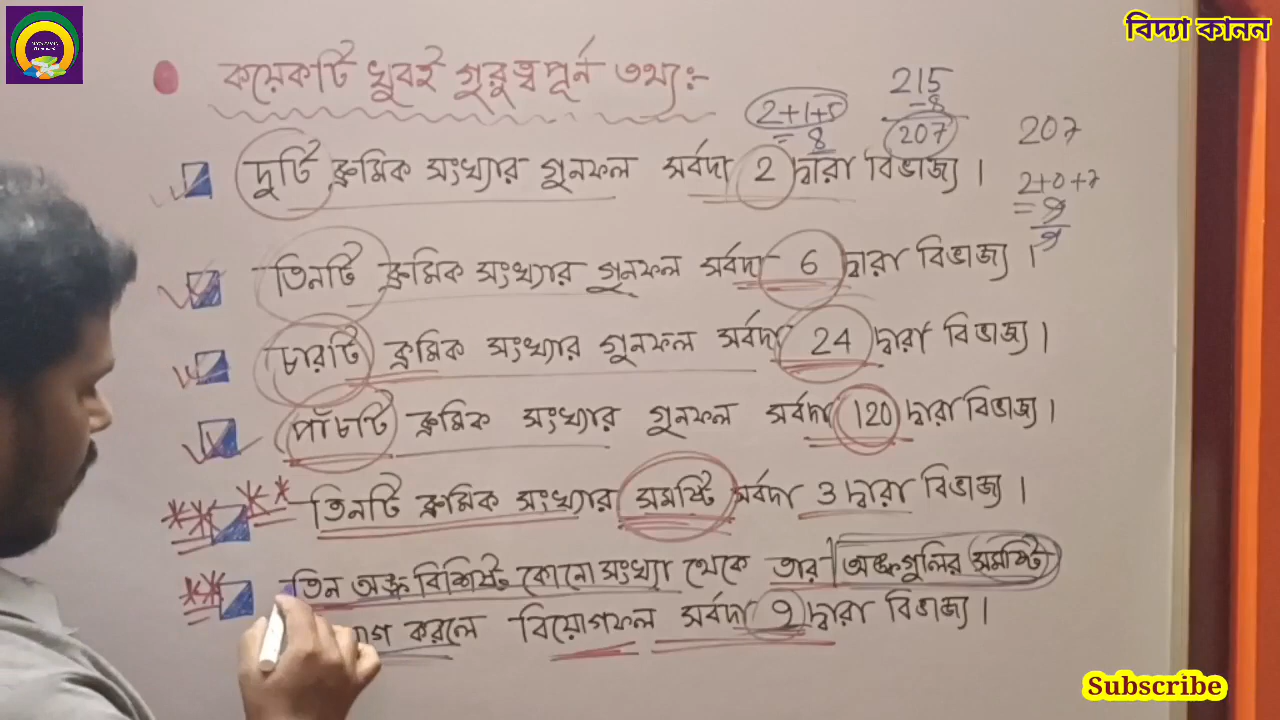 বিদ্যা কানন
কয়েকটি খুবই গুরুত্বপূর্ন তথ্য:-
2+1+5
= 8
215
-8
207
207
2+0+7
= 9
9
দুটি ক্রমিক সংখ্যার গুনফল সর্বদা 2 দ্বারা বিভাজ্য।
তিনটি ক্রমিক সংখ্যার গুনফল সর্বদা 6 দ্বারা বিভাজ্য।
চারটি ক্রমিক সংখ্যার গুনফল সর্বদা 24 দ্বারা বিভাজ্য।
পাঁচটি ক্রমিক সংখ্যার গুনফল সর্বদা 120 দ্বারা বিভাজ্য।
তিনটি ক্রমিক সংখ্যার সমষ্টি সর্বদা 3 দ্বারা বিভাজ্য।
তিন অঙ্ক বিশিষ্ট কোনো সংখ্যা থেকে তার অঙ্কগুলির সমষ্টি
করলে বিয়োগফল সর্বদা 9 দ্বারা বিভাজ্য।
Subscribe